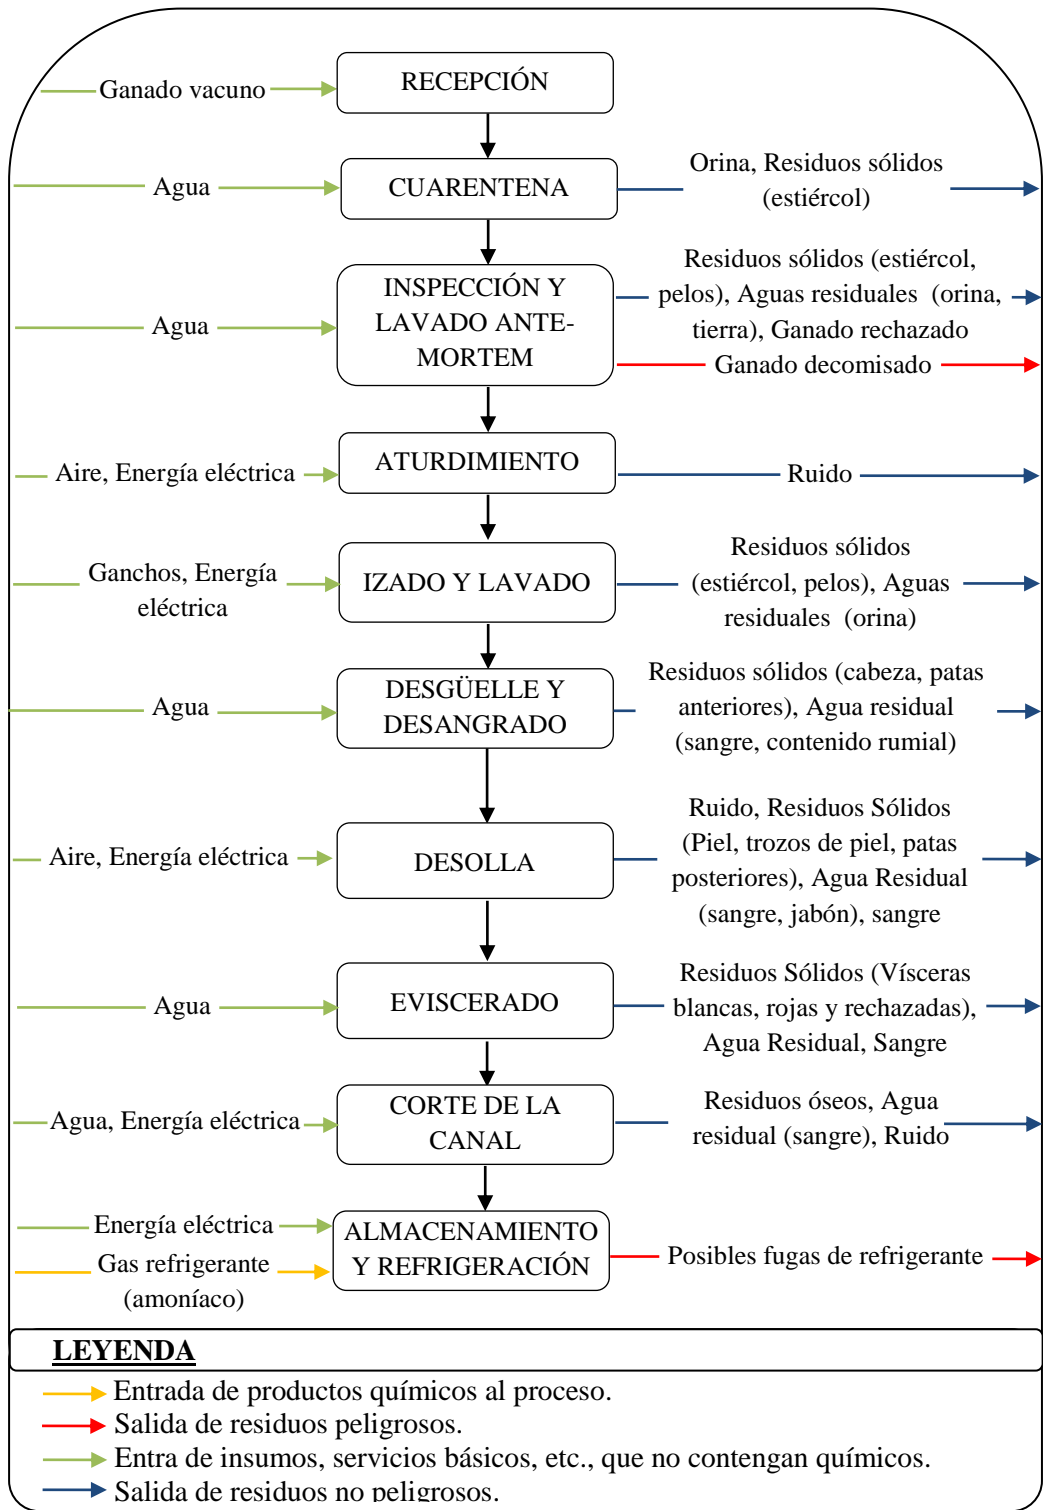 RECEPCIÓN
Ganado vacuno
CUARENTENA
Agua
Orina, Residuos sólidos
(estiércol)
INSPECCIÓN Y
LAVADO ANTE-
MORTEM
Agua
Residuos sólidos (estiércol,
pelos), Aguas residuales (orina,
tierra), Ganado rechazado
Ganado decomisado
ATURDIMIENTO
Aire, Energía eléctrica
Ruido
IZADO Y LAVADO
Ganchos, Energía
eléctrica
Residuos sólidos
(estiércol, pelos), Aguas
residuales (orina)
DESGÜELLE Y
DESANGRADO
Agua
Residuos sólidos (cabeza, patas
anteriores), Agua residual
(sangre, contenido rumial)
DESOLLA
Aire, Energía eléctrica
Ruido, Residuos Sólidos
(Piel, trozos de piel, patas
posteriores), Agua Residual
(sangre, jabón), sangre
EVISCERADO
Agua
Residuos Sólidos (Vísceras
blancas, rojas y rechazadas),
Agua Residual, Sangre
CORTE DE LA
CANAL
Agua, Energía eléctrica
Residuos óseos, Agua
residual (sangre), Ruido
ALMACENAMIENTO
Y REFRIGERACIÓN
Energía eléctrica
Gas refrigerante
(amoníaco)
Posibles fugas de refrigerante
LEYENDA
Entrada de productos químicos al proceso.
Salida de residuos peligrosos.
Entra de insumos, servicios básicos, etc., que no contengan químicos.
Salida de residuos no peligrosos.